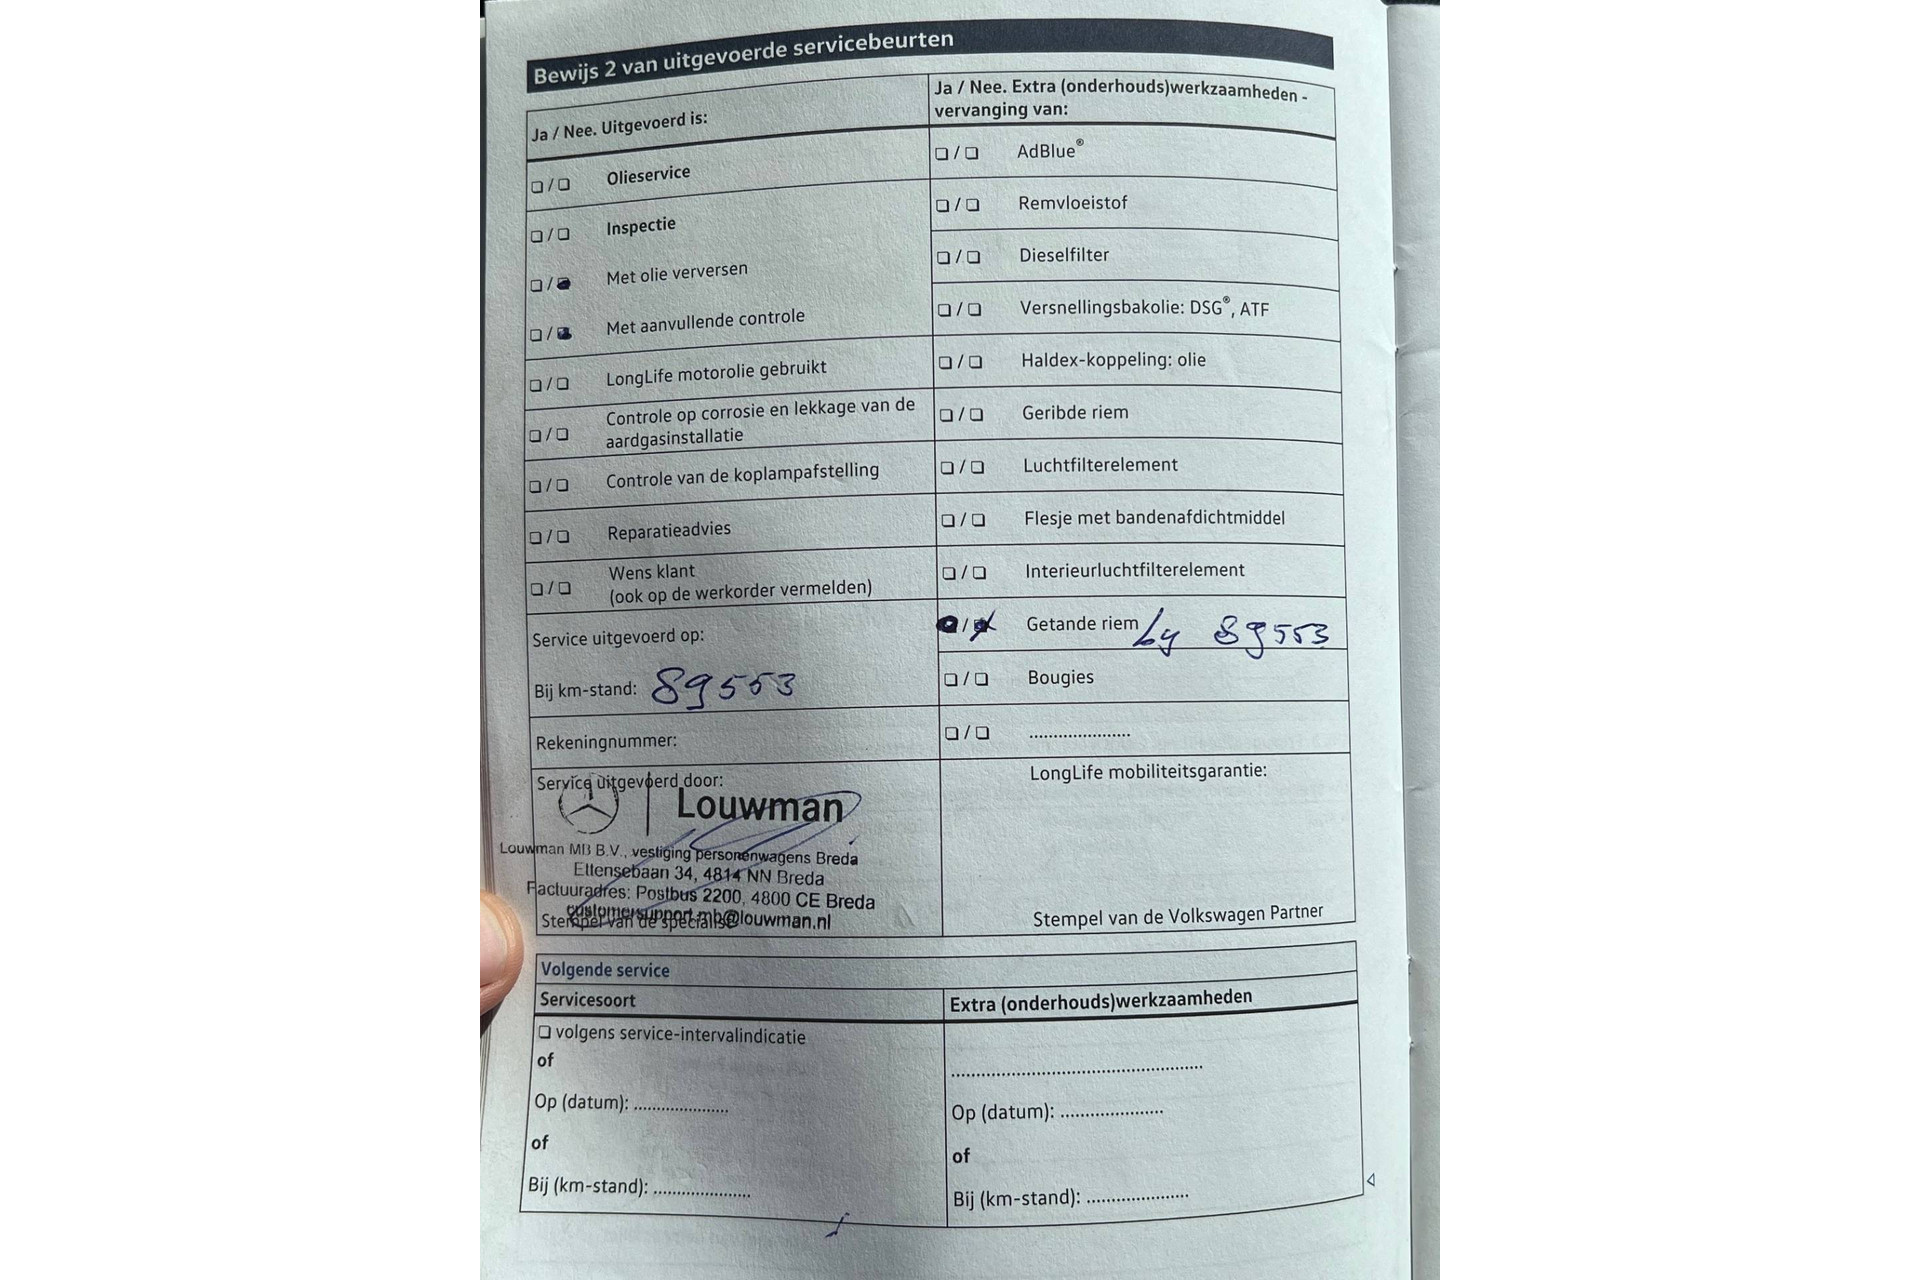 Bewijs 2 van uitgevoerde servicebeurten
Ja / Nee. Uitgevoerd is:
❏ / ❏ Olieservice
❏ / ❏ Inspectie
❏ / ■ Met olie verversen
❏ / ■ Met aanvullende controle
❏ / ❏ LongLife motorolie gebruikt
❏ / ❏ Controle op corrosie en lekkage van de
aardgasinstallatie
❏ / ❏ Controle van de koplampafstelling
❏ / ❏ Reparatieadvies
❏ / ❏ Wens klant
(ook op de werkorder vermelden)
Service uitgevoerd op:
Bij km-stand: 89553
Rekeningnummer:
Service uitgevoerd door:
Louwman
Louwman MB B.V., vestiging personenwagens Breda
Ettensebaan 34, 4814 NN Breda
Factuuradres: Postbus 2200, 4800 CE Breda
customersupport.mb@louwman.nl
Stempel van de specialist
Ja / Nee. Extra (onderhouds)werkzaamheden -
vervanging van:
❏ / ❏ AdBlue®
❏ / ❏ Remvloeistof
❏ / ❏ Dieselfilter
❏ / ❏ Versnellingsbakolie: DSG®, ATF
❏ / ❏ Haldex-koppeling: olie
❏ / ❏ Geribde riem
❏ / ❏ Luchtfilterelement
❏ / ❏ Flesje met bandenafdichtmiddel
❏ / ❏ Interieurluchtfilterelement
■ / ■ Getande riem by 89553
❏ / ❏ Bougies
❏ / ❏ .....................
LongLife mobiliteitsgarantie:
Stempel van de Volkswagen Partner
Volgende service
Servicesoort
❏ volgens service-intervalindicatie
of
Op (datum): ....................
of
Bij (km-stand): ....................
Extra (onderhouds)werkzaamheden
....................................................
Op (datum): .....................
of
Bij (km-stand): .....................